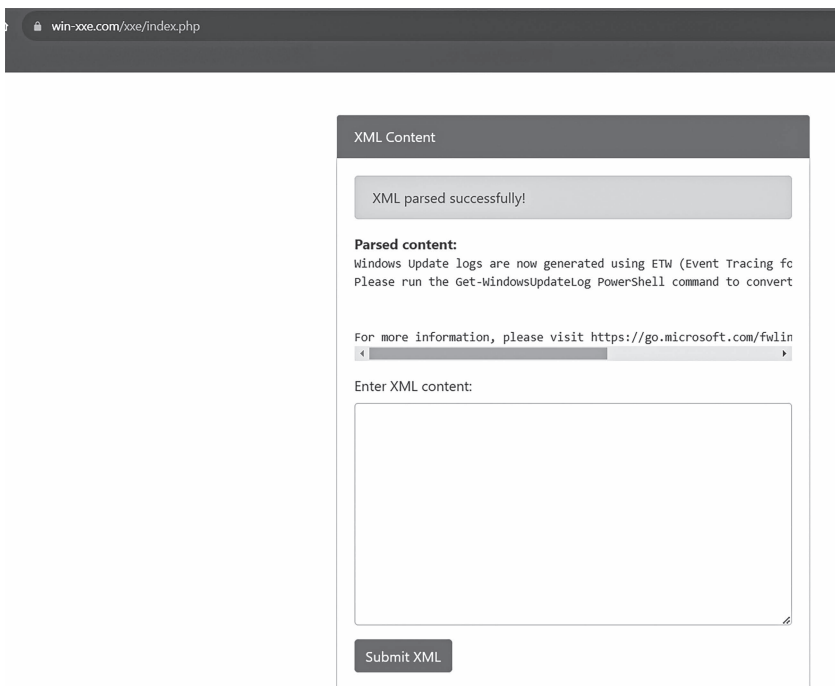 win-xxe.com/xxe/index.php
XML Content
XML parsed successfully!
Parsed content:
Windows Update logs are now generated using ETW (Event Tracing fo
Please run the Get-WindowsUpdateLog PowerShell command to convert
For more information, please visit https://go.microsoft.com/fwlin
Enter XML content:
Submit XML